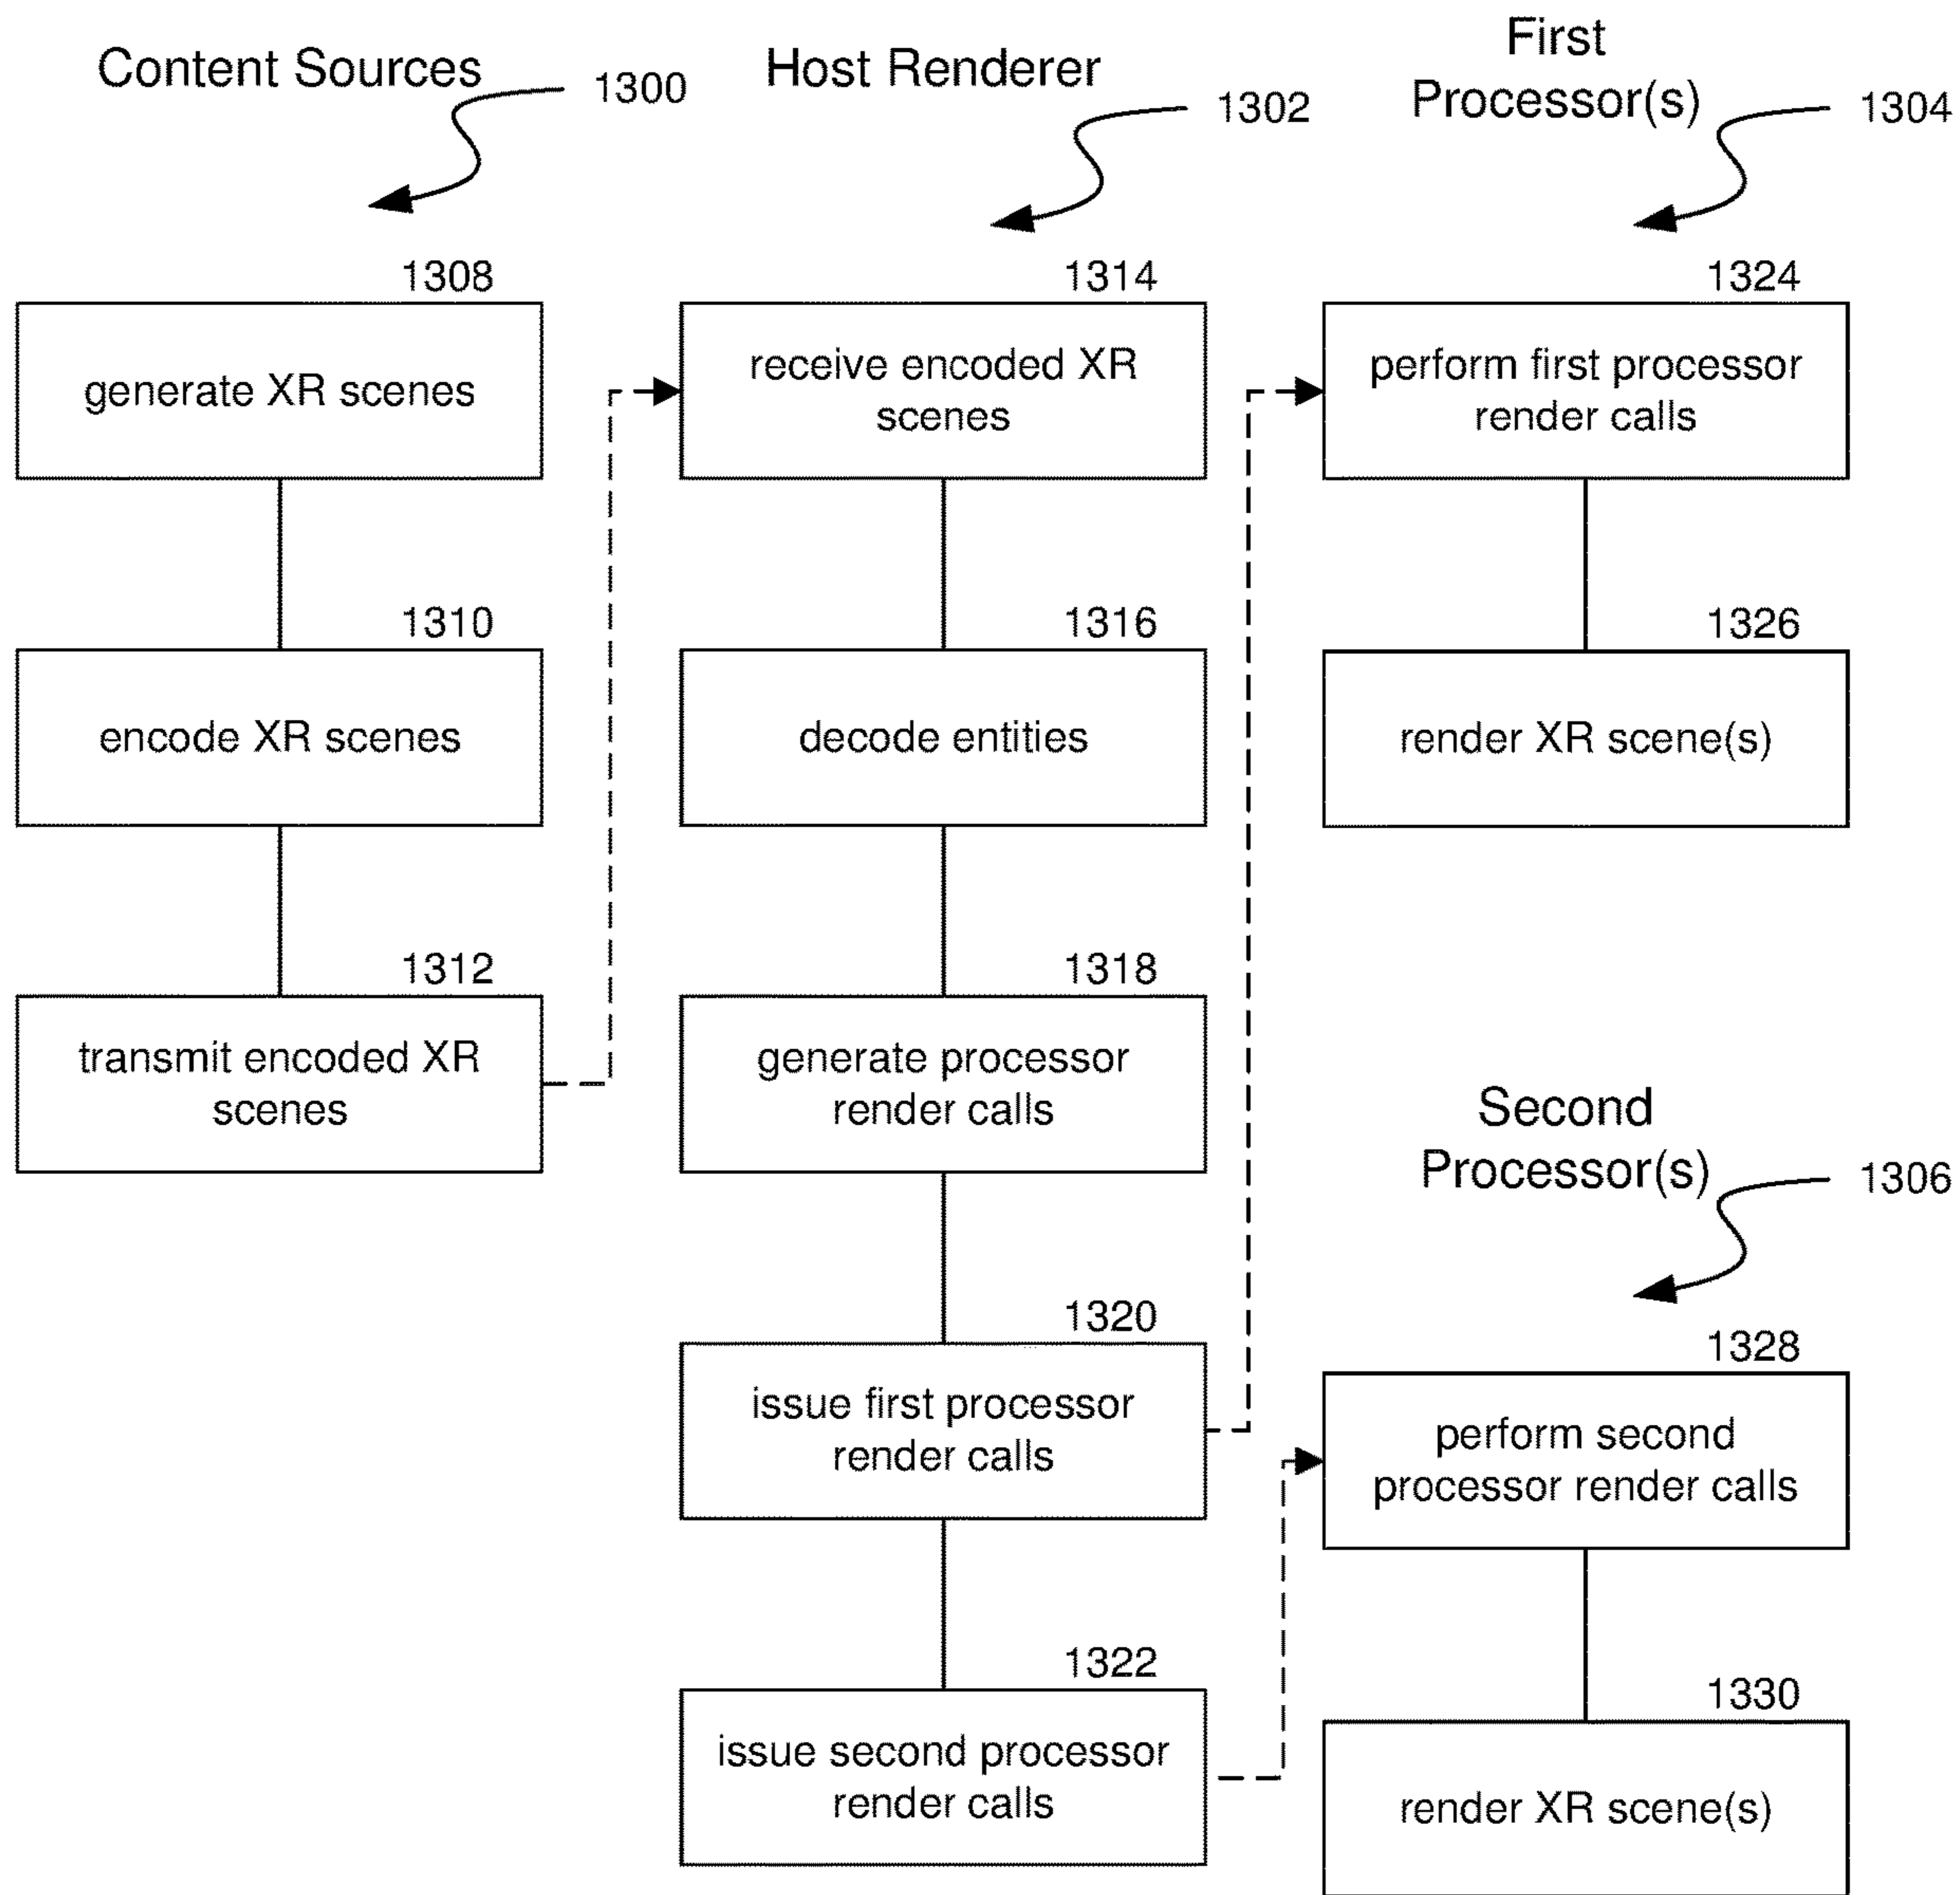 Content Sources
1300
1308
generate XR scenes
1310
encode XR scenes
1312
transmit encoded XR
scenes
Host Renderer
1302
1314
receive encoded XR
scenes
1316
decode entities
1318
generate processor
render calls
1320
issue first processor
render calls
1322
issue second processor
render calls
First
Processor(s)
1304
1324
perform first processor
render calls
1326
render XR scene(s)
Second
Processor(s)
1306
1328
perform second
processor render calls
1330
render XR scene(s)